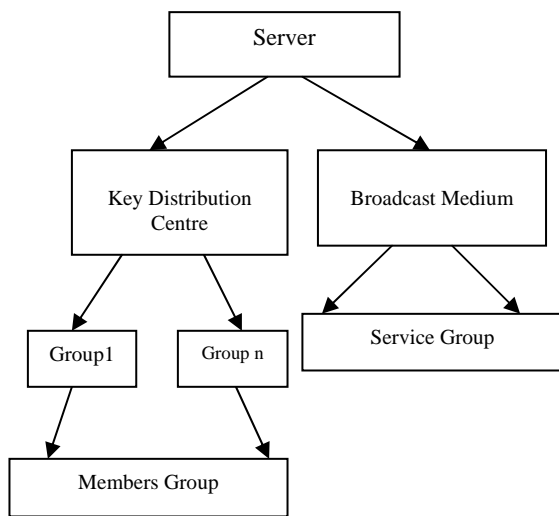 Server
Key Distribution
Centre
Broadcast Medium
Group1
Group n
Service Group
Members Group